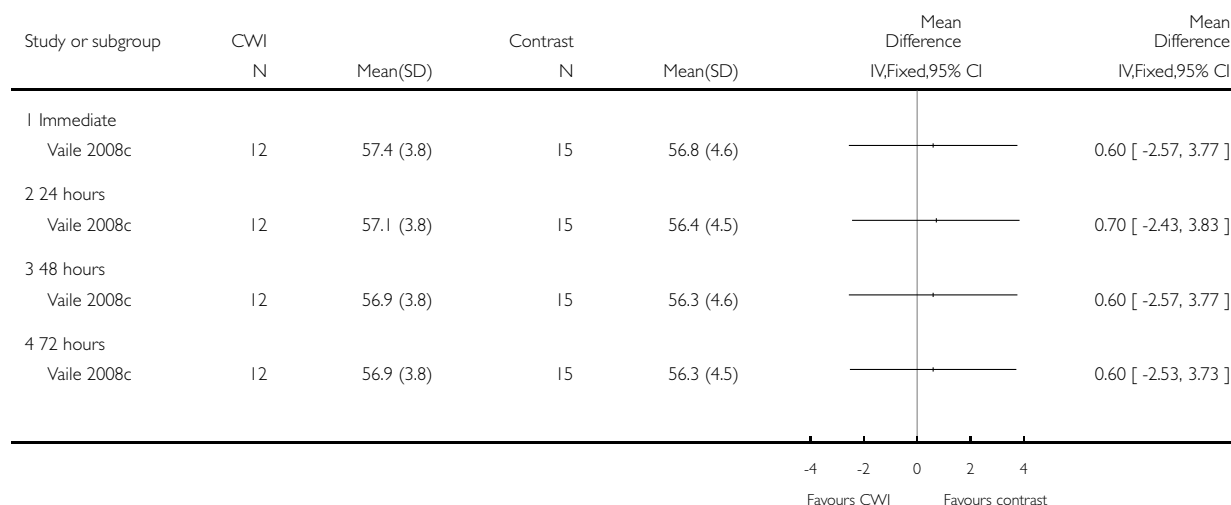 Study or subgroup CWI Contrast Mean Difference Mean Difference
N Mean(SD) N Mean(SD) IV,Fixed,95% CI IV,Fixed,95% CI
1 Immediate
Vaile 2008c 12 57.4 (3.8) 15 56.8 (4.6) 0.60 [ -2.57, 3.77 ]
2 24 hours
Vaile 2008c 12 57.1 (3.8) 15 56.4 (4.5) 0.70 [ -2.43, 3.83 ]
3 48 hours
Vaile 2008c 12 56.9 (3.8) 15 56.3 (4.6) 0.60 [ -2.57, 3.77 ]
4 72 hours
Vaile 2008c 12 56.9 (3.8) 15 56.3 (4.5) 0.60 [ -2.53, 3.73 ]
-4 -2 0 2 4
Favours CWI Favours contrast